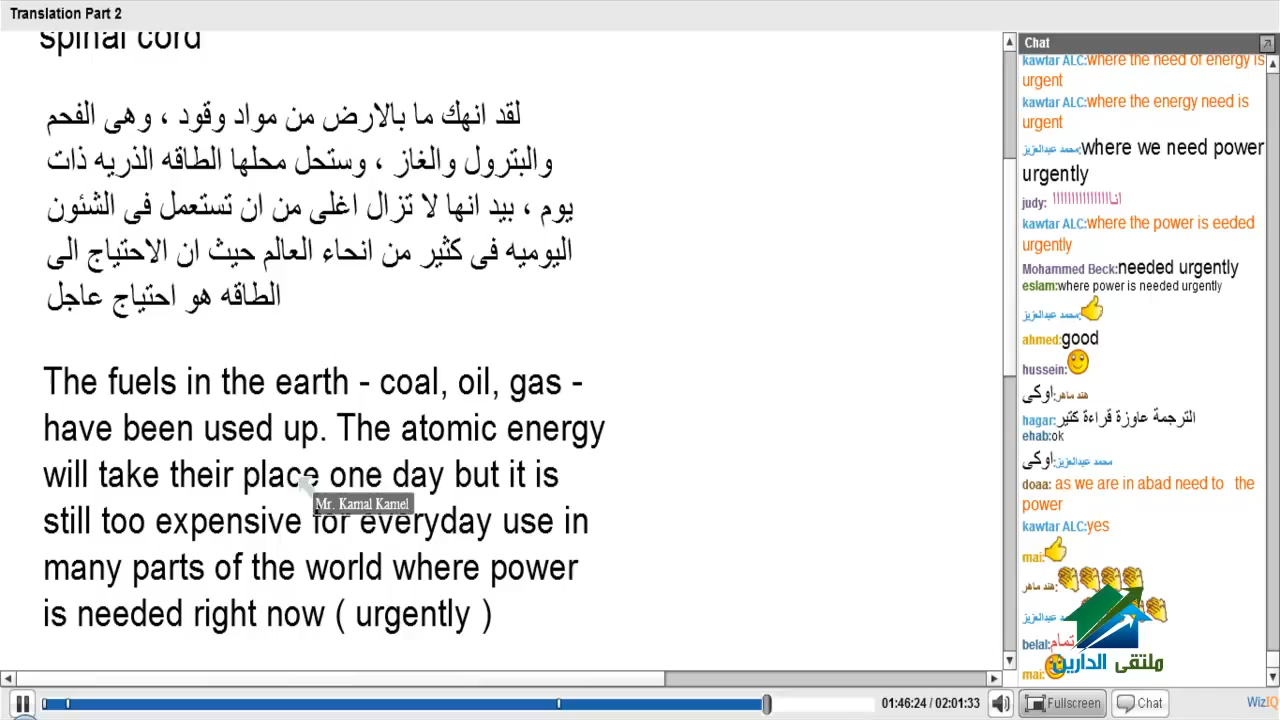 Translation Part 2
spinal cord
لقد انهك ما بالارض من مواد وقود ، وهى الفحم
والبترول والغاز ، وستحل محلها الطاقه الذريه ذات
يوم ، بيد انها لا تزال اغلى من ان تستعمل فى الشئون
اليوميه فى كثير من انحاء العالم حيث ان الاحتياج الى
الطاقه هو احتياج عاجل
The fuels in the earth - coal, oil, gas -
have been used up. The atomic energy
will take their place one day but it is
still too expensive for everyday use in
many parts of the world where power
is needed right now ( urgently )
Mr. Kamal Kamel
Chat
kawtar ALC:where the need of energy is
urgent
kawtar ALC:where the energy need is
urgent
محمد عبدالعزيز:where we need power
urgently
judy: اناااااااااااااااا
kawtar ALC:where the power is eeded
urgently
Mohammed Beck:needed urgently
eslam:where power is needed urgently
محمد عبدالعزيز:
ahmed:good
hussein:
هند ماهر:اوكى
hagar:الترجمة عاوزة قراءة كتير
ehab:ok
محمد عبدالعزيز:اوكى
doaa: as we are in abad need to the
power
kawtar ALC:yes
mai:
هند ماهر:
عبدالعزيز
belal:تمام
mai:
ملتقى الدارين
01:46:24 / 02:01:33
Fullscreen
Chat
WizIQ